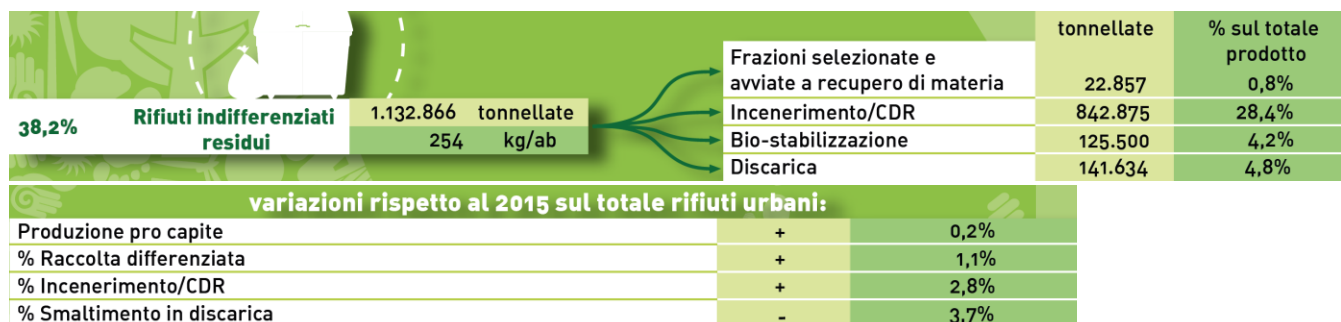 tonnellate % sul totale prodotto
Frazioni selezionate e
avviate a recupero di materia 22.857 0,8%
38,2% Rifiuti indifferenziati residui 1.132.866 tonnellate
254 kg/ab
Incenerimento/CDR 842.875 28,4%
Bio-stabilizzazione 125.500 4,2%
Discarica 141.634 4,8%
variazioni rispetto al 2015 sul totale rifiuti urbani:
Produzione pro capite + 0,2%
% Raccolta differenziata + 1,1%
% Incenerimento/CDR + 2,8%
% Smaltimento in discarica - 3,7%